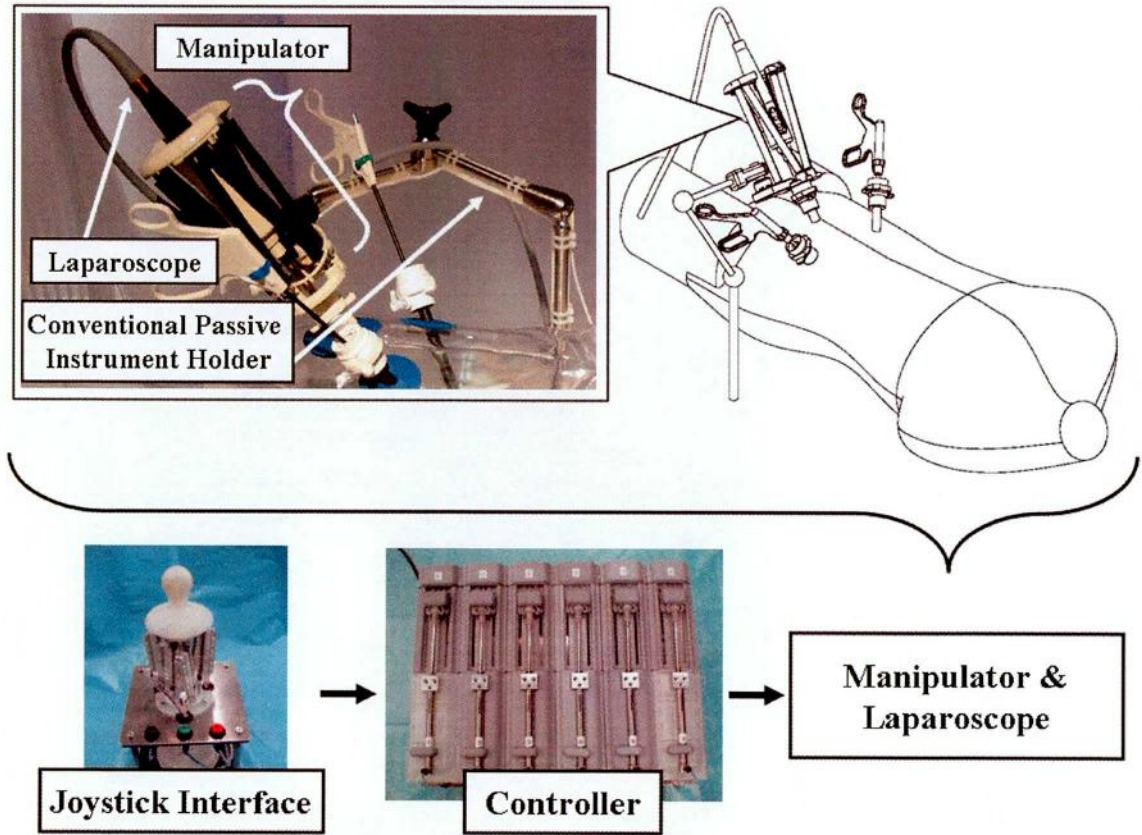 Manipulator
Laparoscope
Conventional Passive
Instrument Holder
Joystick Interface
Controller
Manipulator &
Laparoscope